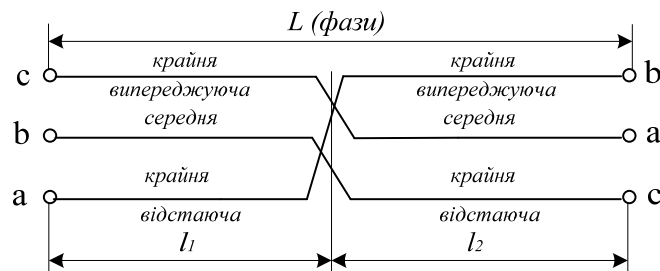 L (фази)
c крайня крайня b
випереджуюча випереджуюча
b середня середня a
a крайня крайня c
відстаюча відстаюча
l1 l2